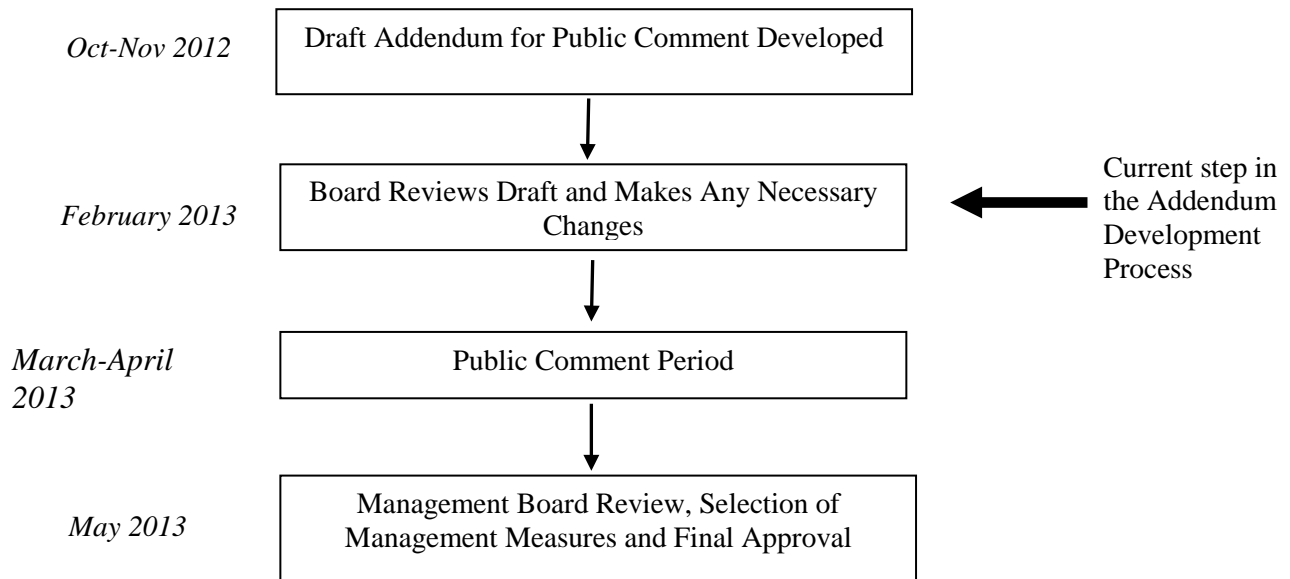 Oct-Nov 2012
Draft Addendum for Public Comment Developed
February 2013
Board Reviews Draft and Makes Any Necessary
Changes
Current step in
the Addendum
Development
Process
March-April
2013
Public Comment Period
May 2013
Management Board Review, Selection of
Management Measures and Final Approval